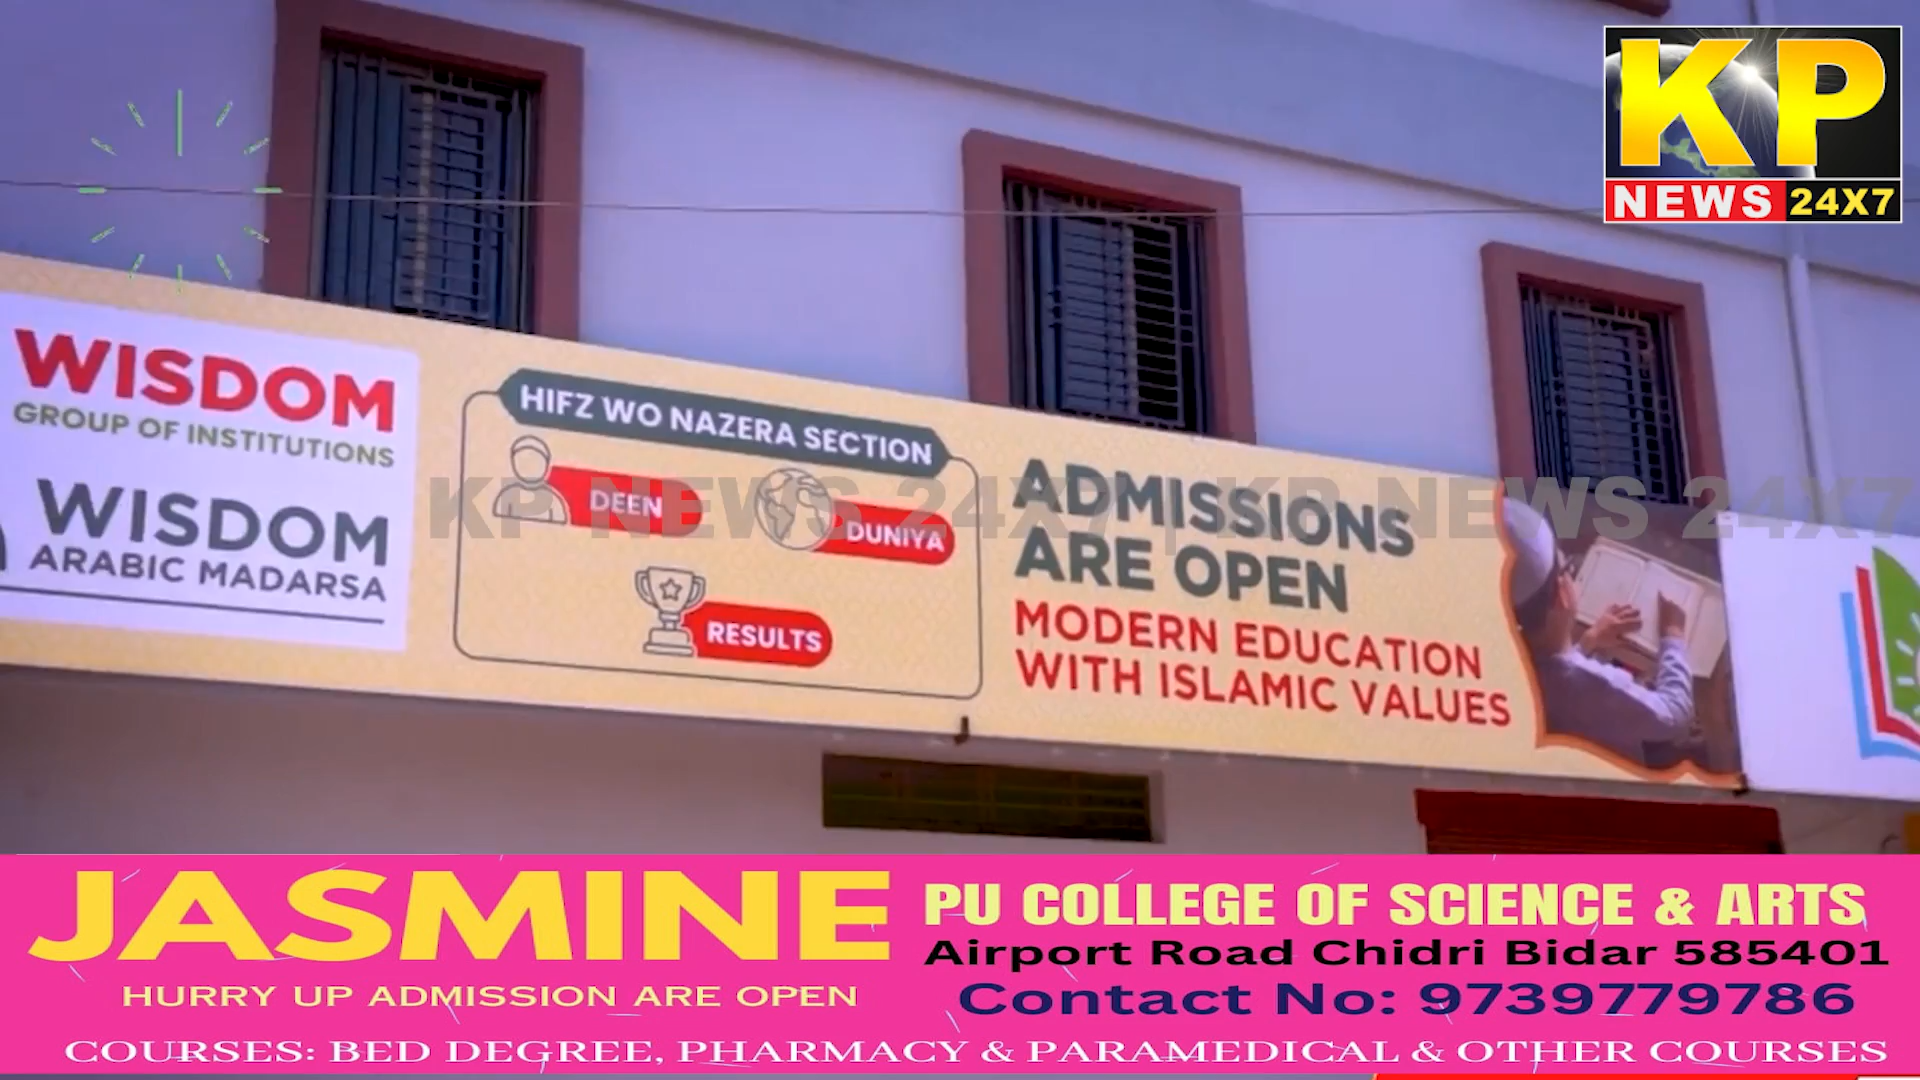 KP
NEWS 24X7
WISDOM
GROUP OF INSTITUTIONS
WISDOM
ARABIC MADARSA
HIFZ WO NAZERA SECTION
DEEN
DUNIYA
RESULTS
ADMISSIONS
ARE OPEN
MODERN EDUCATION
WITH ISLAMIC VALUES
KP NEWS 24X7 | KP NEWS 24X7
JASMINE
HURRY UP ADMISSION ARE OPEN
PU COLLEGE OF SCIENCE & ARTS
Airport Road Chidri Bidar 585401
Contact No: 9739779786
COURSES: BED DEGREE, PHARMACY & PARAMEDICAL & OTHER COURSES